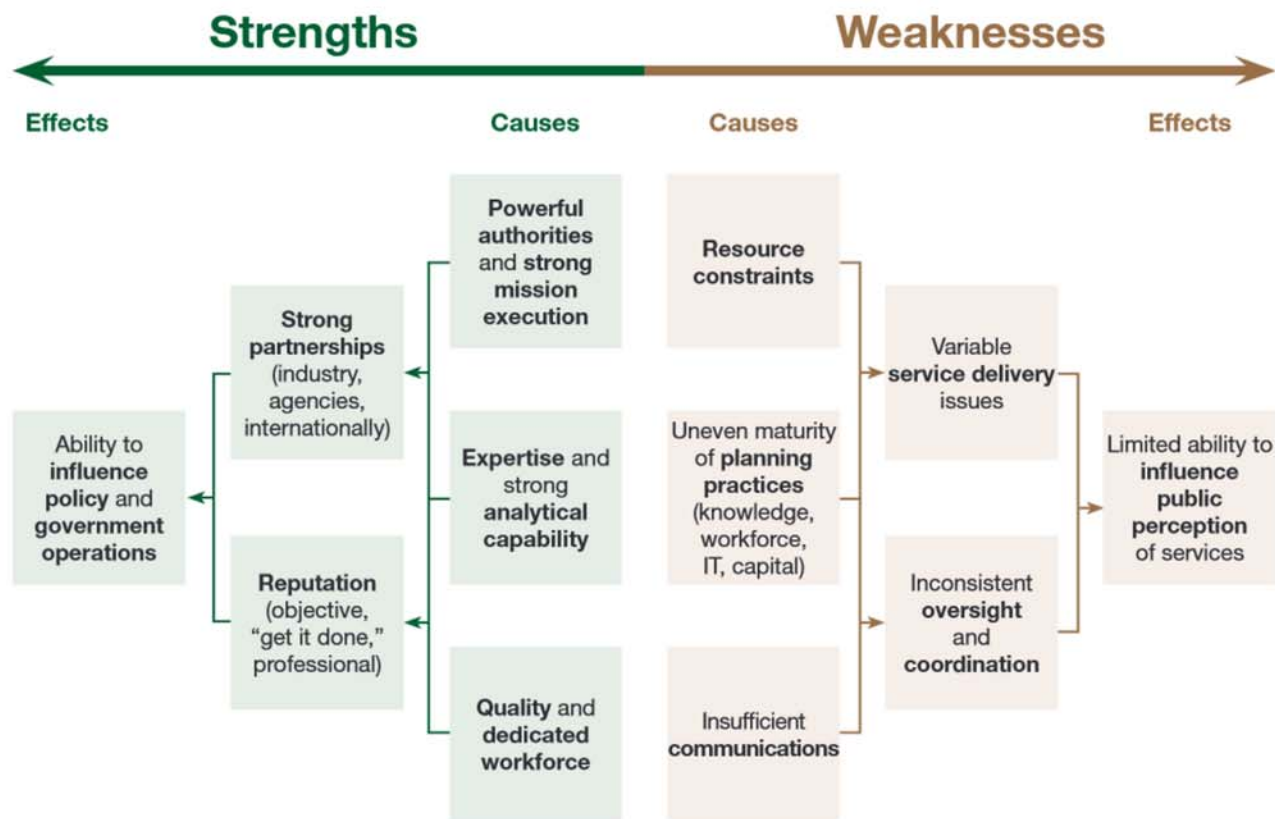 Strengths
Weaknesses
Effects
Causes
Causes
Effects
Powerful
authorities
and strong
mission
execution
Strong
partnerships
(industry,
agencies,
internationally)
Ability to
influence
policy and
government
operations
Expertise and
strong
analytical
capability
Reputation
(objective,
“get it done,”
professional)
Quality and
dedicated
workforce
Resource
constraints
Variable
service delivery
issues
Uneven maturity
of planning
practices
(knowledge,
workforce,
IT, capital)
Limited ability to
influence
public
perception
of services
Inconsistent
oversight
and
coordination
Insufficient
communications